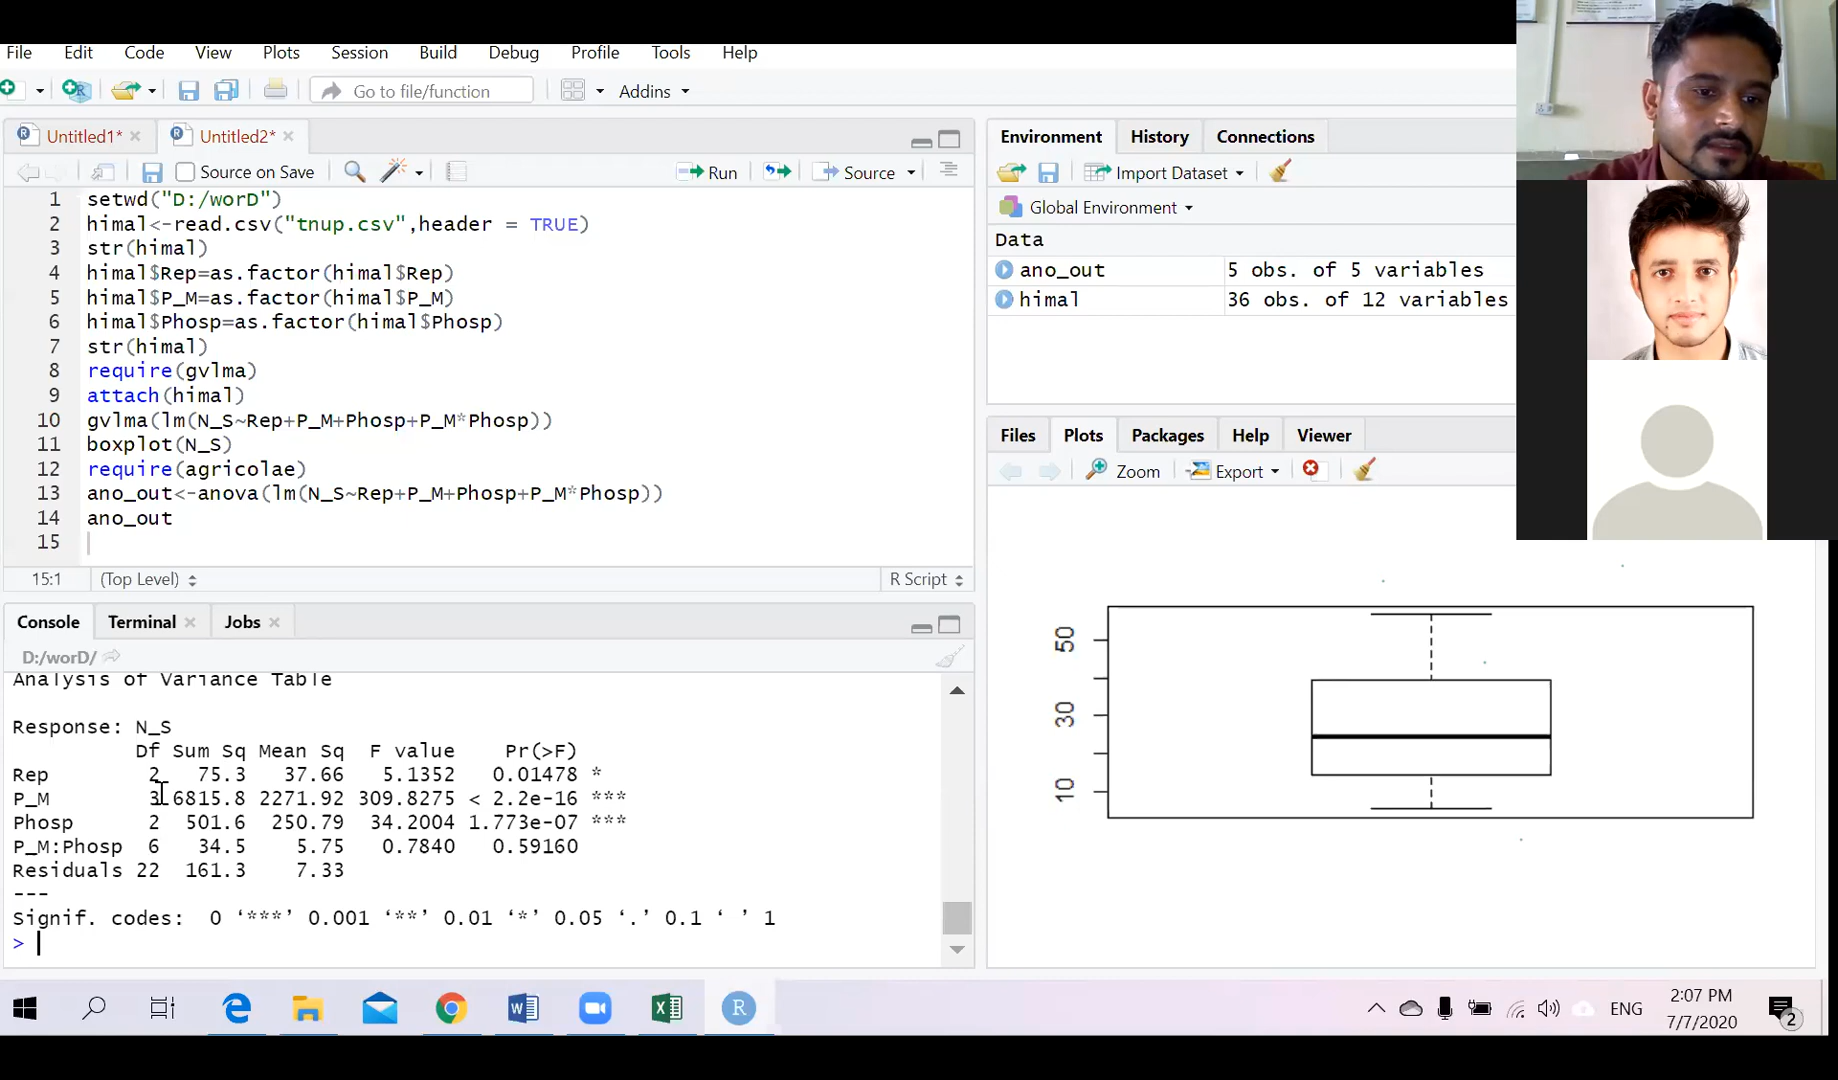 File Edit Code View Plots Session Build Debug Profile Tools Help
Go to file/function Addins
Untitled1* Untitled2*
Source on Save Run Source
1 setwd("D:/worD")
2 himal<-read.csv("tnup.csv",header = TRUE)
3 str(himal)
4 himal$Rep=as.factor(himal$Rep)
5 himal$P_M=as.factor(himal$P_M)
6 himal$Phosp=as.factor(himal$Phosp)
7 str(himal)
8 require(gvlma)
9 attach(himal)
10 gvlma(lm(N_S~Rep+P_M+Phosp+P_M*Phosp))
11 boxplot(N_S)
12 require(agricolae)
13 ano_out<-anova(lm(N_S~Rep+P_M+Phosp+P_M*Phosp))
14 ano_out
15
15:1 (Top Level) R Script
Console Terminal Jobs
D:/worD/
Analysis of Variance Table
Response: N_S
Df Sum Sq Mean Sq F value Pr(>F)
Rep 2 75.3 37.66 5.1352 0.01478 *
P_M 3 6815.8 2271.92 309.8275 < 2.2e-16 ***
Phosp 2 501.6 250.79 34.2004 1.773e-07 ***
P_M:Phosp 6 34.5 5.75 0.7840 0.59160
Residuals 22 161.3 7.33
---
Signif. codes: 0 ‘***’ 0.001 ‘**’ 0.01 ‘*’ 0.05 ‘.’ 0.1 ‘ ’ 1
>
Environment History Connections
Import Dataset
Global Environment
Data
ano_out 5 obs. of 5 variables
himal 36 obs. of 12 variables
Files Plots Packages Help Viewer
Zoom Export
50
30
10
ENG
2:07 PM
7/7/2020
2